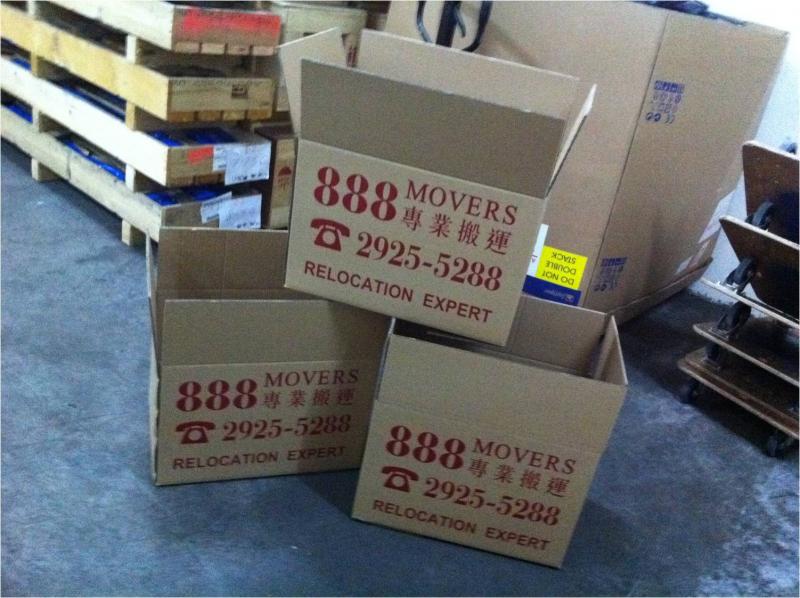 888 MOVERS
專業搬運
2925-5288
RELOCATION EXPERT
DO NOT
DOUBLE
STACK
888 MOVERS
專業搬運
2925-5288
RELOCATION EXPERT
888 MOVERS
專業搬運
2925-5288
RELOCATION EXPERT